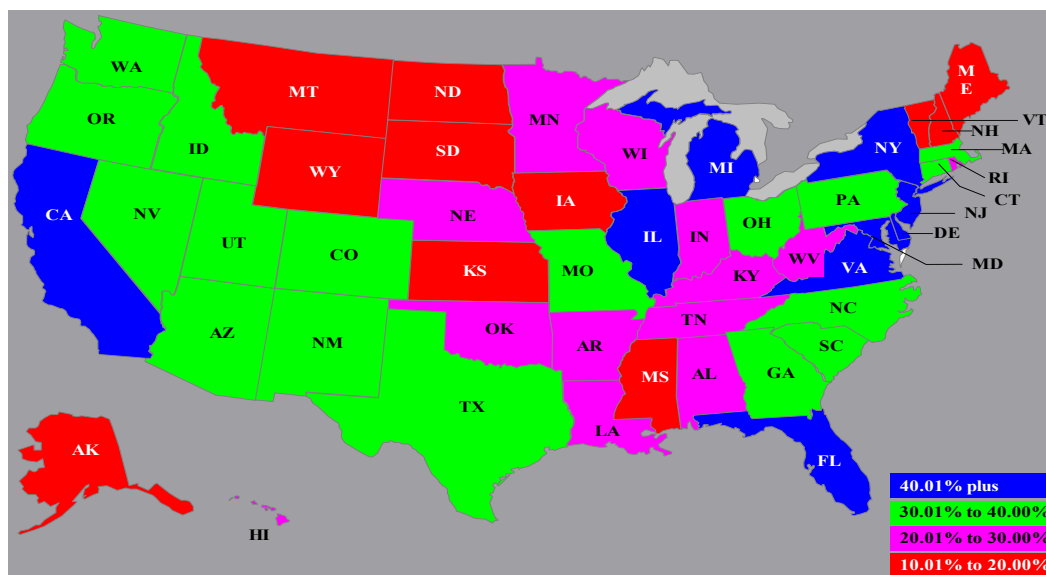 WA
MT
ND
MN
M
E
VT
OR
ID
SD
WI
MI
NY
NH
MA
WY
RI
CA
NV
NE
IA
PA
CT
NJ
UT
CO
IL
IN
OH
DE
KS
MO
WV
VA
MD
KY
AZ
NM
OK
AR
TN
NC
SC
TX
MS
AL
GA
LA
AK
FL
HI
40.01% plus
30.01% to 40.00%
20.01% to 30.00%
10.01% to 20.00%